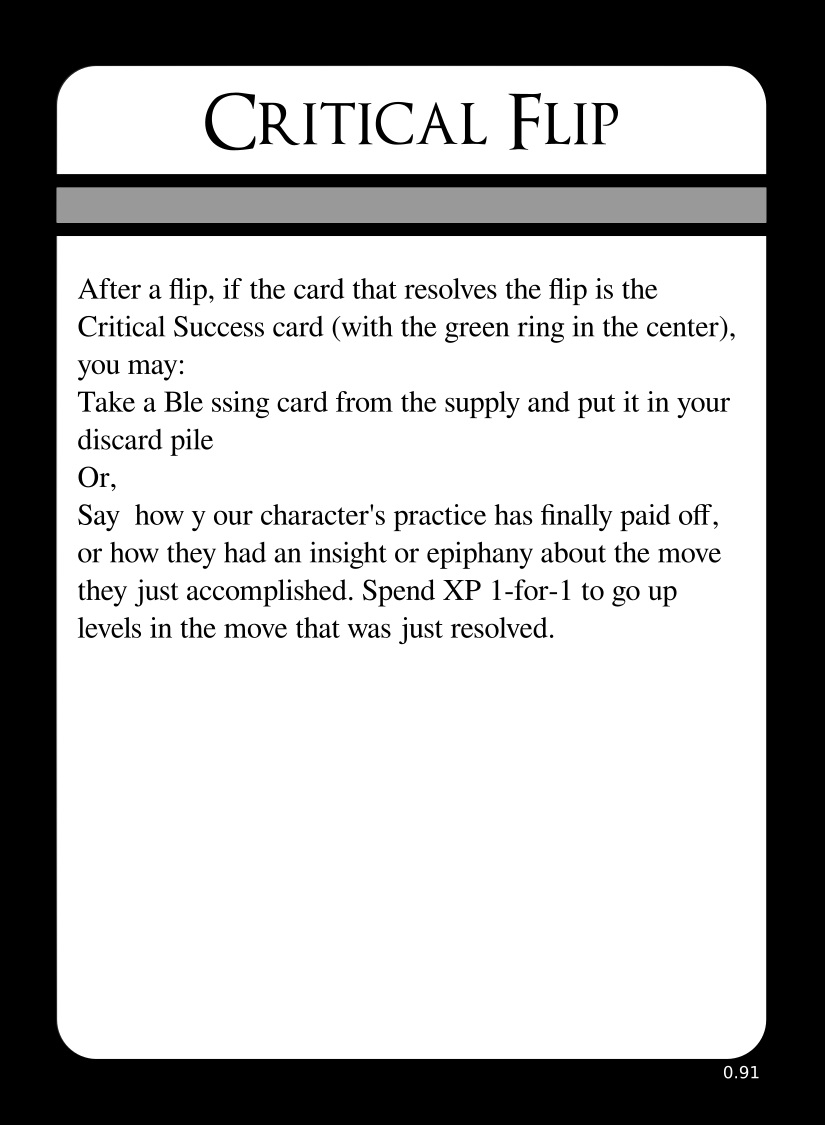 Critical Flip
After a flip, if the card that resolves the flip is the
Critical Success card (with the green ring in the center),
you may:
Take a Ble ssing card from the supply and put it in your
discard pile
Or,
Say  how y our character's practice has finally paid off,
or how they had an insight or epiphany about the move
they just accomplished. Spend XP 1-for-1 to go up
levels in the move that was just resolved.
0.91